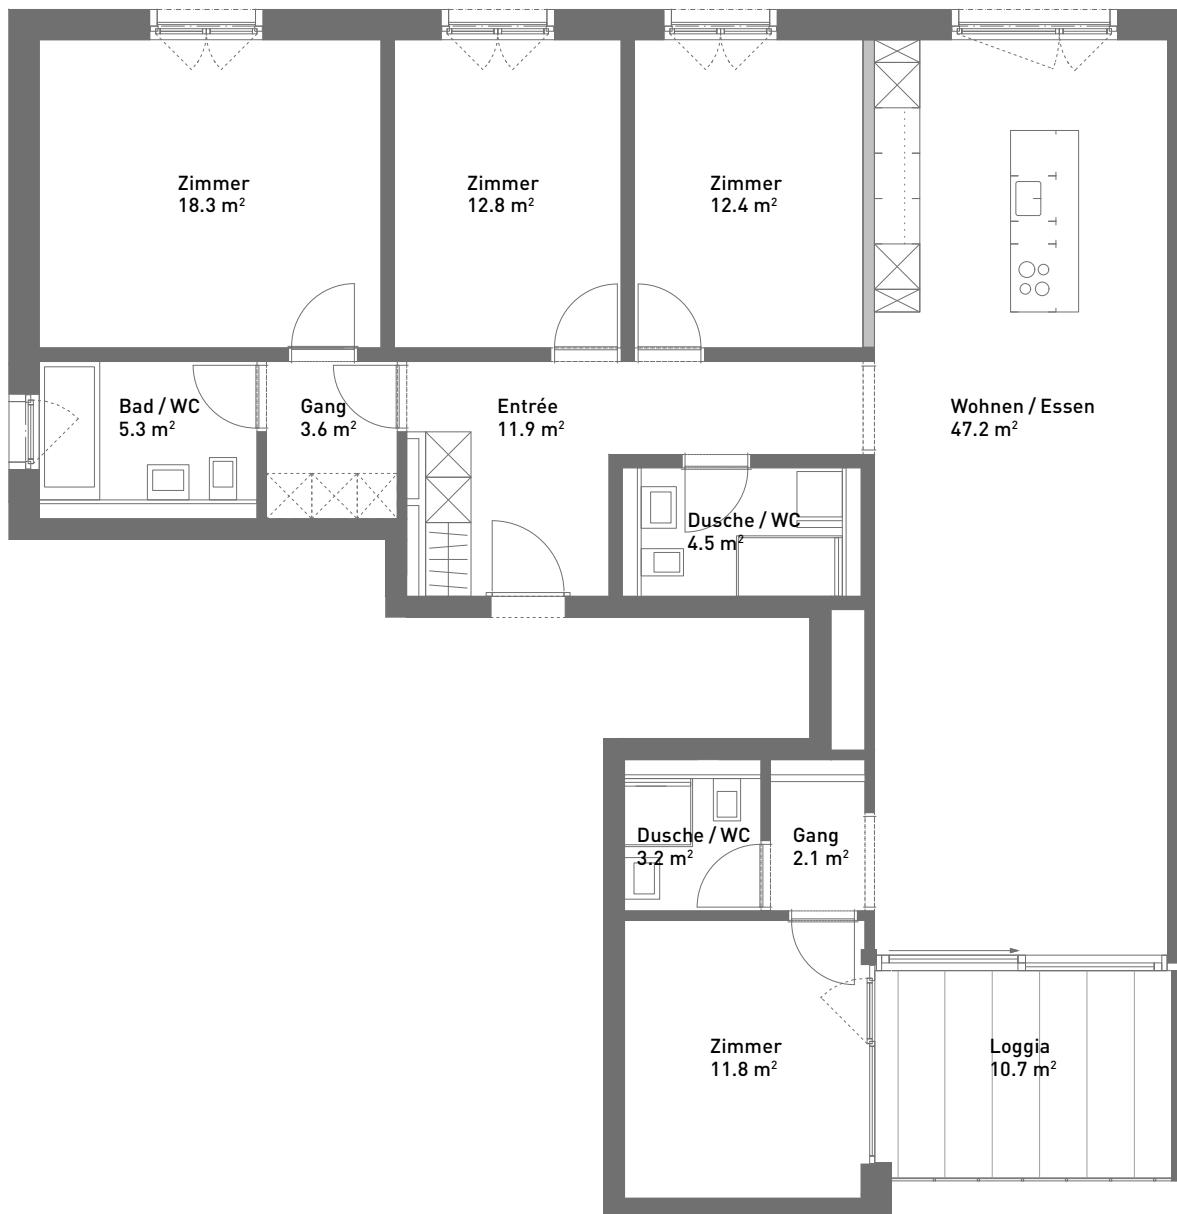 Zimmer
18.3 m²
Zimmer
12.8 m²
Zimmer
12.4 m²
Bad / WC
5.3 m²
Gang
3.6 m²
Entrée
11.9 m²
Wohnen / Essen
47.2 m²
Dusche / WC
4.5 m²
Dusche / WC
3.2 m²
Gang
2.1 m²
Zimmer
11.8 m²
Loggia
10.7 m²